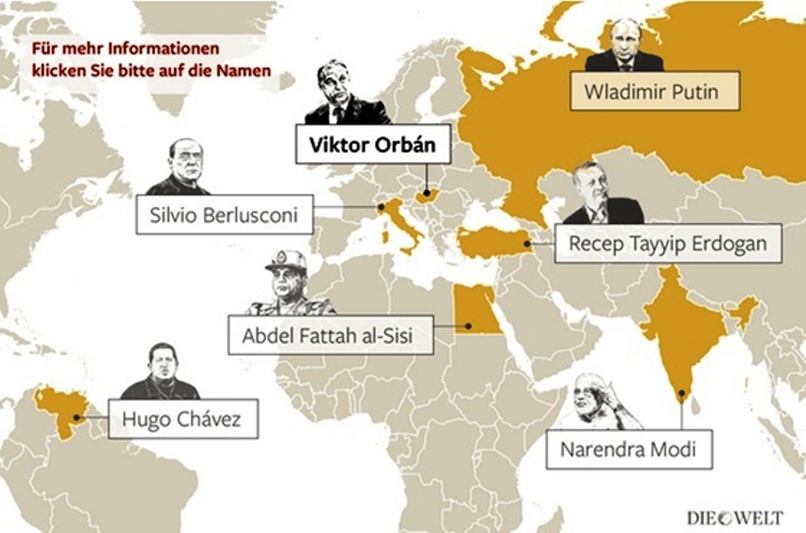 Für mehr Informationen
klicken Sie bitte auf die Namen
Wladimir Putin
Viktor Orbán
Silvio Berlusconi
Recep Tayyip Erdogan
Abdel Fattah al-Sisi
Hugo Chávez
Narendra Modi
DIE WELT